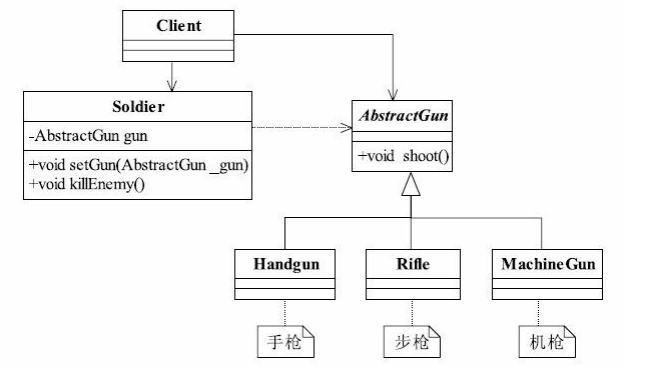 Client
Soldier
-AbstractGun gun
+void setGun(AbstractGun _gun)
+void killEnemy()
AbstractGun
+void shoot()
Handgun
Rifle
MachineGun
手枪
步枪
机枪